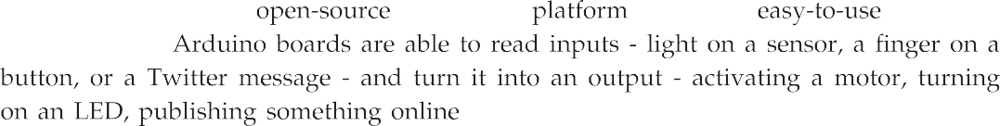 open-source platform easy-to-use
Arduino boards are able to read inputs - light on a sensor, a finger on a
button, or a Twitter message - and turn it into an output - activating a motor, turning
on an LED, publishing something online